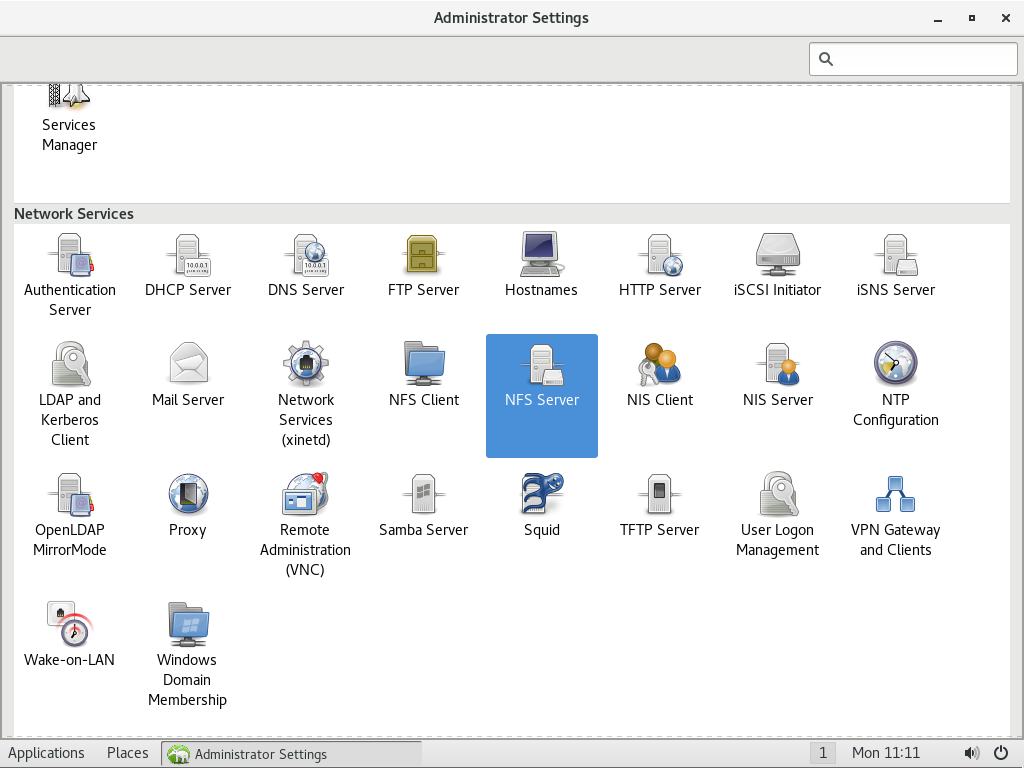 Administrator Settings
Services
Manager
Network Services
Authentication
Server
DHCP Server
DNS Server
FTP Server
Hostnames
HTTP Server
iSCSI Initiator
iSNS Server
LDAP and
Kerberos
Client
Mail Server
Network
Services
(xinetd)
NFS Client
NFS Server
NIS Client
NIS Server
NTP
Configuration
OpenLDAP
MirrorMode
Proxy
Remote
Administration
(VNC)
Samba Server
Squid
TFTP Server
User Logon
Management
VPN Gateway
and Clients
Wake-on-LAN
Windows
Domain
Membership
Applications Places Administrator Settings 1 Mon 11:11